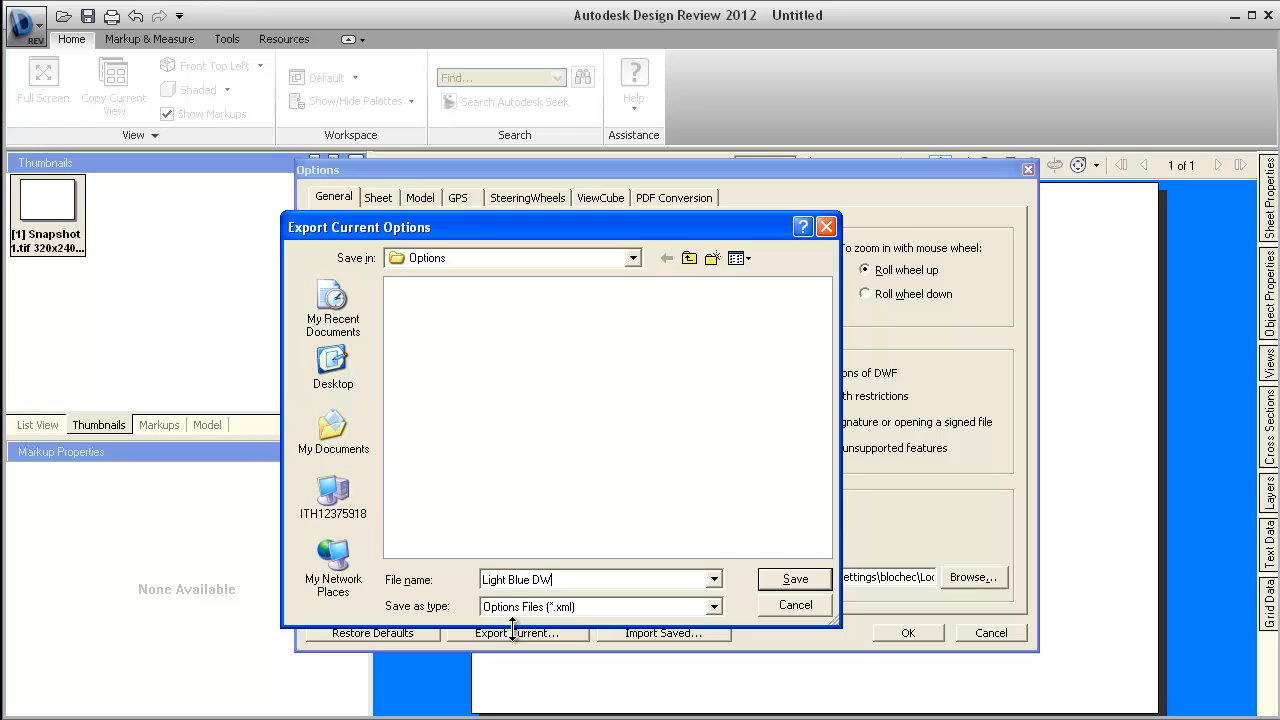 Autodesk Design Review 2012 Untitled
REV
Home Markup & Measure Tools Resources
Full Screen
Copy Current View
Front Top Left
Shaded
Show Markups
View
Default
Show/Hide Palettes
Workspace
Find...
Search Autodesk Seek
Search
Help
Assistance
Thumbnails
[1] Snapshot
1.tif 320x240...
List View Thumbnails Markups Model
Markup Properties
None Available
1 of 1
Options
General Sheet Model GPS SteeringWheels ViewCube PDF Conversion
To zoom in with mouse wheel:
Roll wheel up
Roll wheel down
ons of DWF
th restrictions
gnature or opening a signed file
unsupported features
ettings\blochec\Loc
Browse...
Restore Defaults Export Current... Import Saved... OK Cancel
Export Current Options
Save in: Options
My Recent
Documents
Desktop
My Documents
ITH12375918
My Network
Places
File name: Light Blue DW
Save
Save as type: Options Files (*.xml)
Cancel
Sheet Properties
Object Properties
Views
Cross Sections
Layers
Text Data
Grid Data